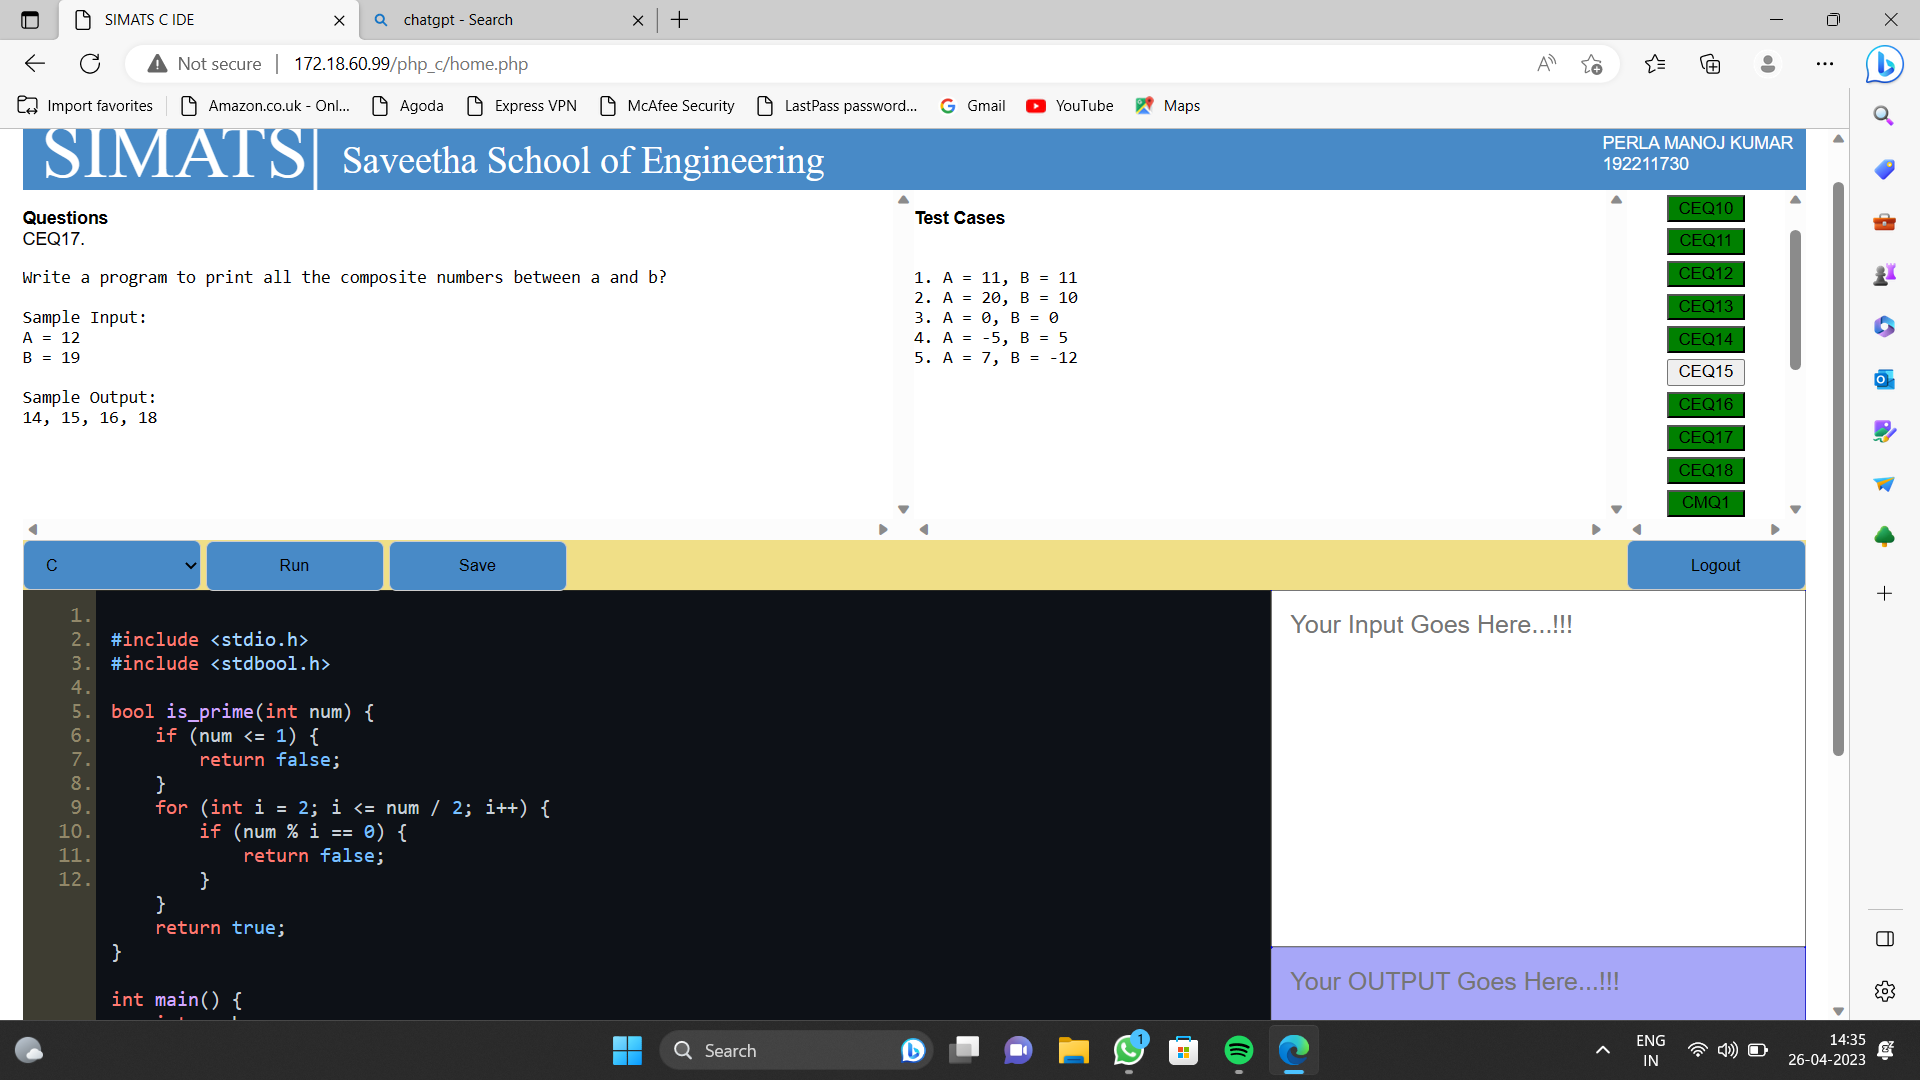 SIMATS C IDE
chatgpt - Search
Not secure
172.18.60.99/php_c/home.php
Import favorites
Amazon.co.uk - Onl...
Agoda
Express VPN
McAfee Security
LastPass password...
Gmail
YouTube
Maps
SIMATS
Saveetha School of Engineering
PERLA MANOJ KUMAR
192211730
Questions
CEQ17.
Write a program to print all the composite numbers between a and b?
Sample Input:
A = 12
B = 19
Sample Output:
14, 15, 16, 18
Test Cases
1. A = 11, B = 11
2. A = 20, B = 10
3. A = 0, B = 0
4. A = -5, B = 5
5. A = 7, B = -12
CEQ10
CEQ11
CEQ12
CEQ13
CEQ14
CEQ15
CEQ16
CEQ17
CEQ18
CMQ1
C
Run
Save
Logout
1.
2. #include <stdio.h>
3. #include <stdbool.h>
4.
5. bool is_prime(int num) {
6. if (num <= 1) {
7. return false;
8. }
9. for (int i = 2; i <= num / 2; i++) {
10. if (num % i == 0) {
11. return false;
12. }
}
return true;
}
int main() {
Your Input Goes Here...!!!
Your OUTPUT Goes Here...!!!
Search
1
ENG
IN
14:35
26-04-2023